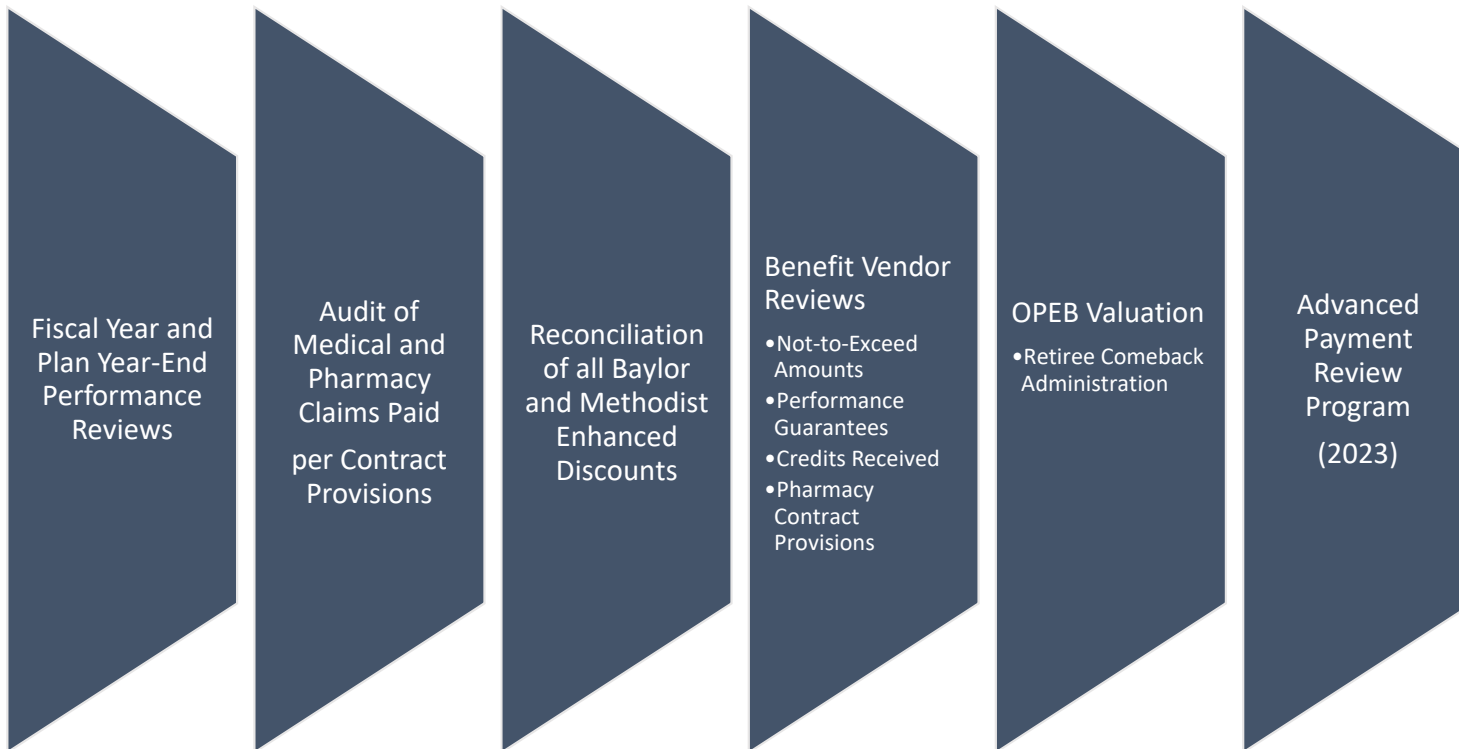 Fiscal Year and
Plan Year-End
Performance
Reviews
Audit of
Medical and
Pharmacy
Claims Paid
per Contract
Provisions
Reconciliation
of all Baylor
and Methodist
Enhanced
Discounts
Benefit Vendor
Reviews
•Not-to-Exceed
Amounts
•Performance
Guarantees
•Credits Received
•Pharmacy
Contract
Provisions
OPEB Valuation
•Retiree Comeback
Administration
Advanced
Payment
Review
Program
(2023)